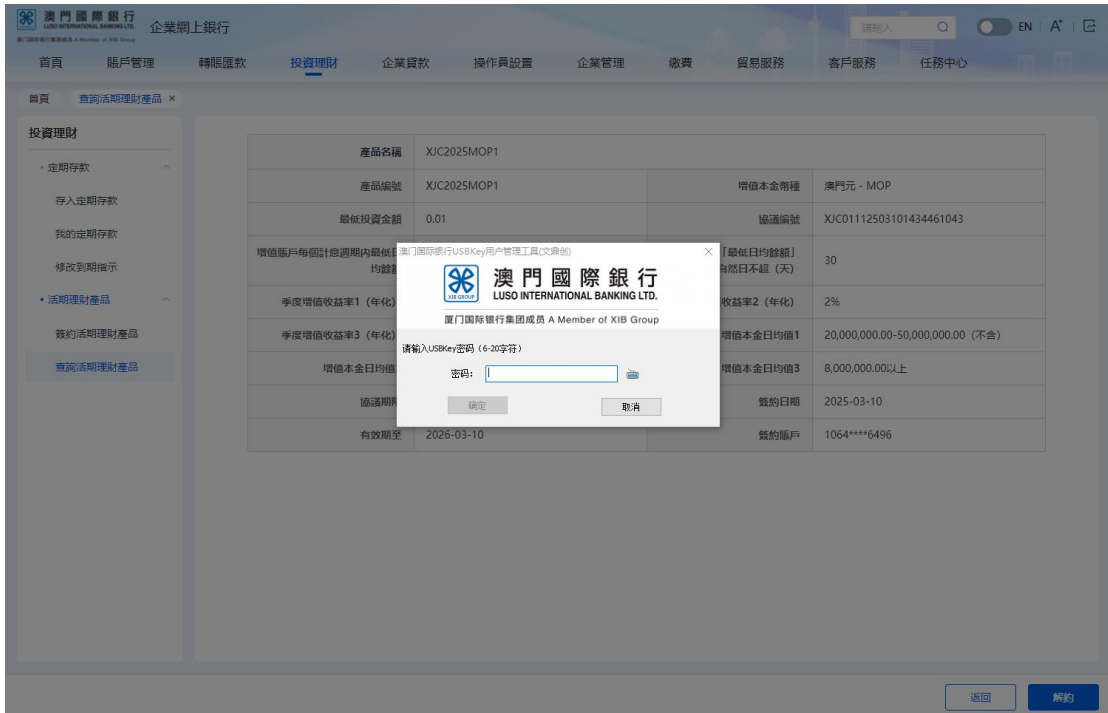 澳門國際銀行
LUSO INTERNATIONAL BANKING LTD.
厦门国际银行集团成员 A Member of XIB Group
企業網上銀行
請輸入
EN
A+
首頁 賬戶管理 轉賬匯款 投資理財 企業貸款 操作員設置 企業管理 繳費 貿易服務 客戶服務 任務中心
首頁 查詢活期理財產品 ×
投資理財
定期存款
存入定期存款
我的定期存款
修改到期指示
活期理財產品
簽約活期理財產品
查詢活期理財產品
產品名稱 XJC2025MOP1
產品編號 XJC2025MOP1 增值本金幣種 澳門元 - MOP
最低投資金額 0.01 協議編號 XJC01112503101434461043
增值賬戶每個計息週期內最低日
均餘額
「最低日均餘額」
自然日不超（天） 30
季度增值收益率1（年化） 收益率2（年化） 2%
季度增值收益率3（年化） 增值本金日均值1 20,000,000.00-50,000,000.00（不含）
增值本金日均值 增值本金日均值3 8,000,000.00以上
協議期限 簽約日期 2025-03-10
有效期至 2026-03-10 簽約賬戶 1064****6496
澳门国际银行USBKey用户管理工具(文鼎创)
XIB GROUP
澳門國際銀行
LUSO INTERNATIONAL BANKING LTD.
厦门国际银行集团成员 A Member of XIB Group
请输入USBKey密码（6-20字符）
密码：
确定 取消
返回 解約